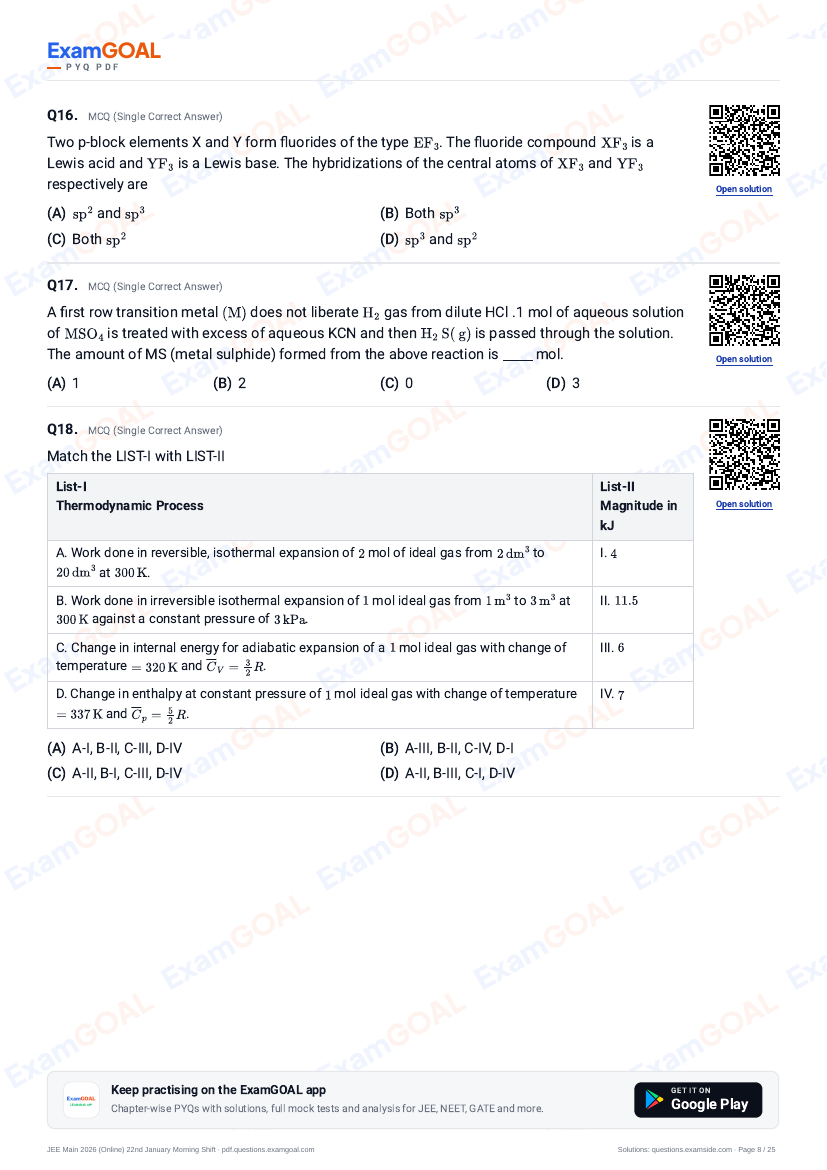 ExamGOAL
PYQ PDF
Q16. MCQ (Single Correct Answer)
Two p-block elements X and Y form fluorides of the type EF₃. The fluoride compound XF₃ is a
Lewis acid and YF₃ is a Lewis base. The hybridizations of the central atoms of XF₃ and YF₃
respectively are
(A) sp² and sp³
(B) Both sp³
(C) Both sp²
(D) sp³ and sp²
Open solution
Q17. MCQ (Single Correct Answer)
A first row transition metal (M) does not liberate H₂ gas from dilute HCl .1 mol of aqueous solution
of MSO₄ is treated with excess of aqueous KCN and then H₂ S( g) is passed through the solution.
The amount of MS (metal sulphide) formed from the above reaction is ____ mol.
(A) 1
(B) 2
(C) 0
(D) 3
Open solution
Q18. MCQ (Single Correct Answer)
Match the LIST-I with LIST-II
List-I
Thermodynamic Process
List-II
Magnitude in
kJ
A. Work done in reversible, isothermal expansion of 2 mol of ideal gas from 2 dm³ to
20 dm³ at 300 K.
I. 4
B. Work done in irreversible isothermal expansion of 1 mol ideal gas from 1 m³ to 3 m³ at
300 K against a constant pressure of 3 kPa.
II. 11.5
C. Change in internal energy for adiabatic expansion of a 1 mol ideal gas with change of
temperature = 320 K and C̅_V = 3/2 R.
III. 6
D. Change in enthalpy at constant pressure of 1 mol ideal gas with change of temperature
= 337 K and C̅_p = 5/2 R.
IV. 7
(A) A-I, B-II, C-III, D-IV
(B) A-III, B-II, C-IV, D-I
(C) A-II, B-I, C-III, D-IV
(D) A-II, B-III, C-I, D-IV
Open solution
ExamGOAL
Keep practising on the ExamGOAL app
Chapter-wise PYQs with solutions, full mock tests and analysis for JEE, NEET, GATE and more.
GET IT ON
Google Play
JEE Main 2026 (Online) 22nd January Morning Shift · pdf.questions.examgoal.com
Solutions: questions.examside.com · Page 8 / 25